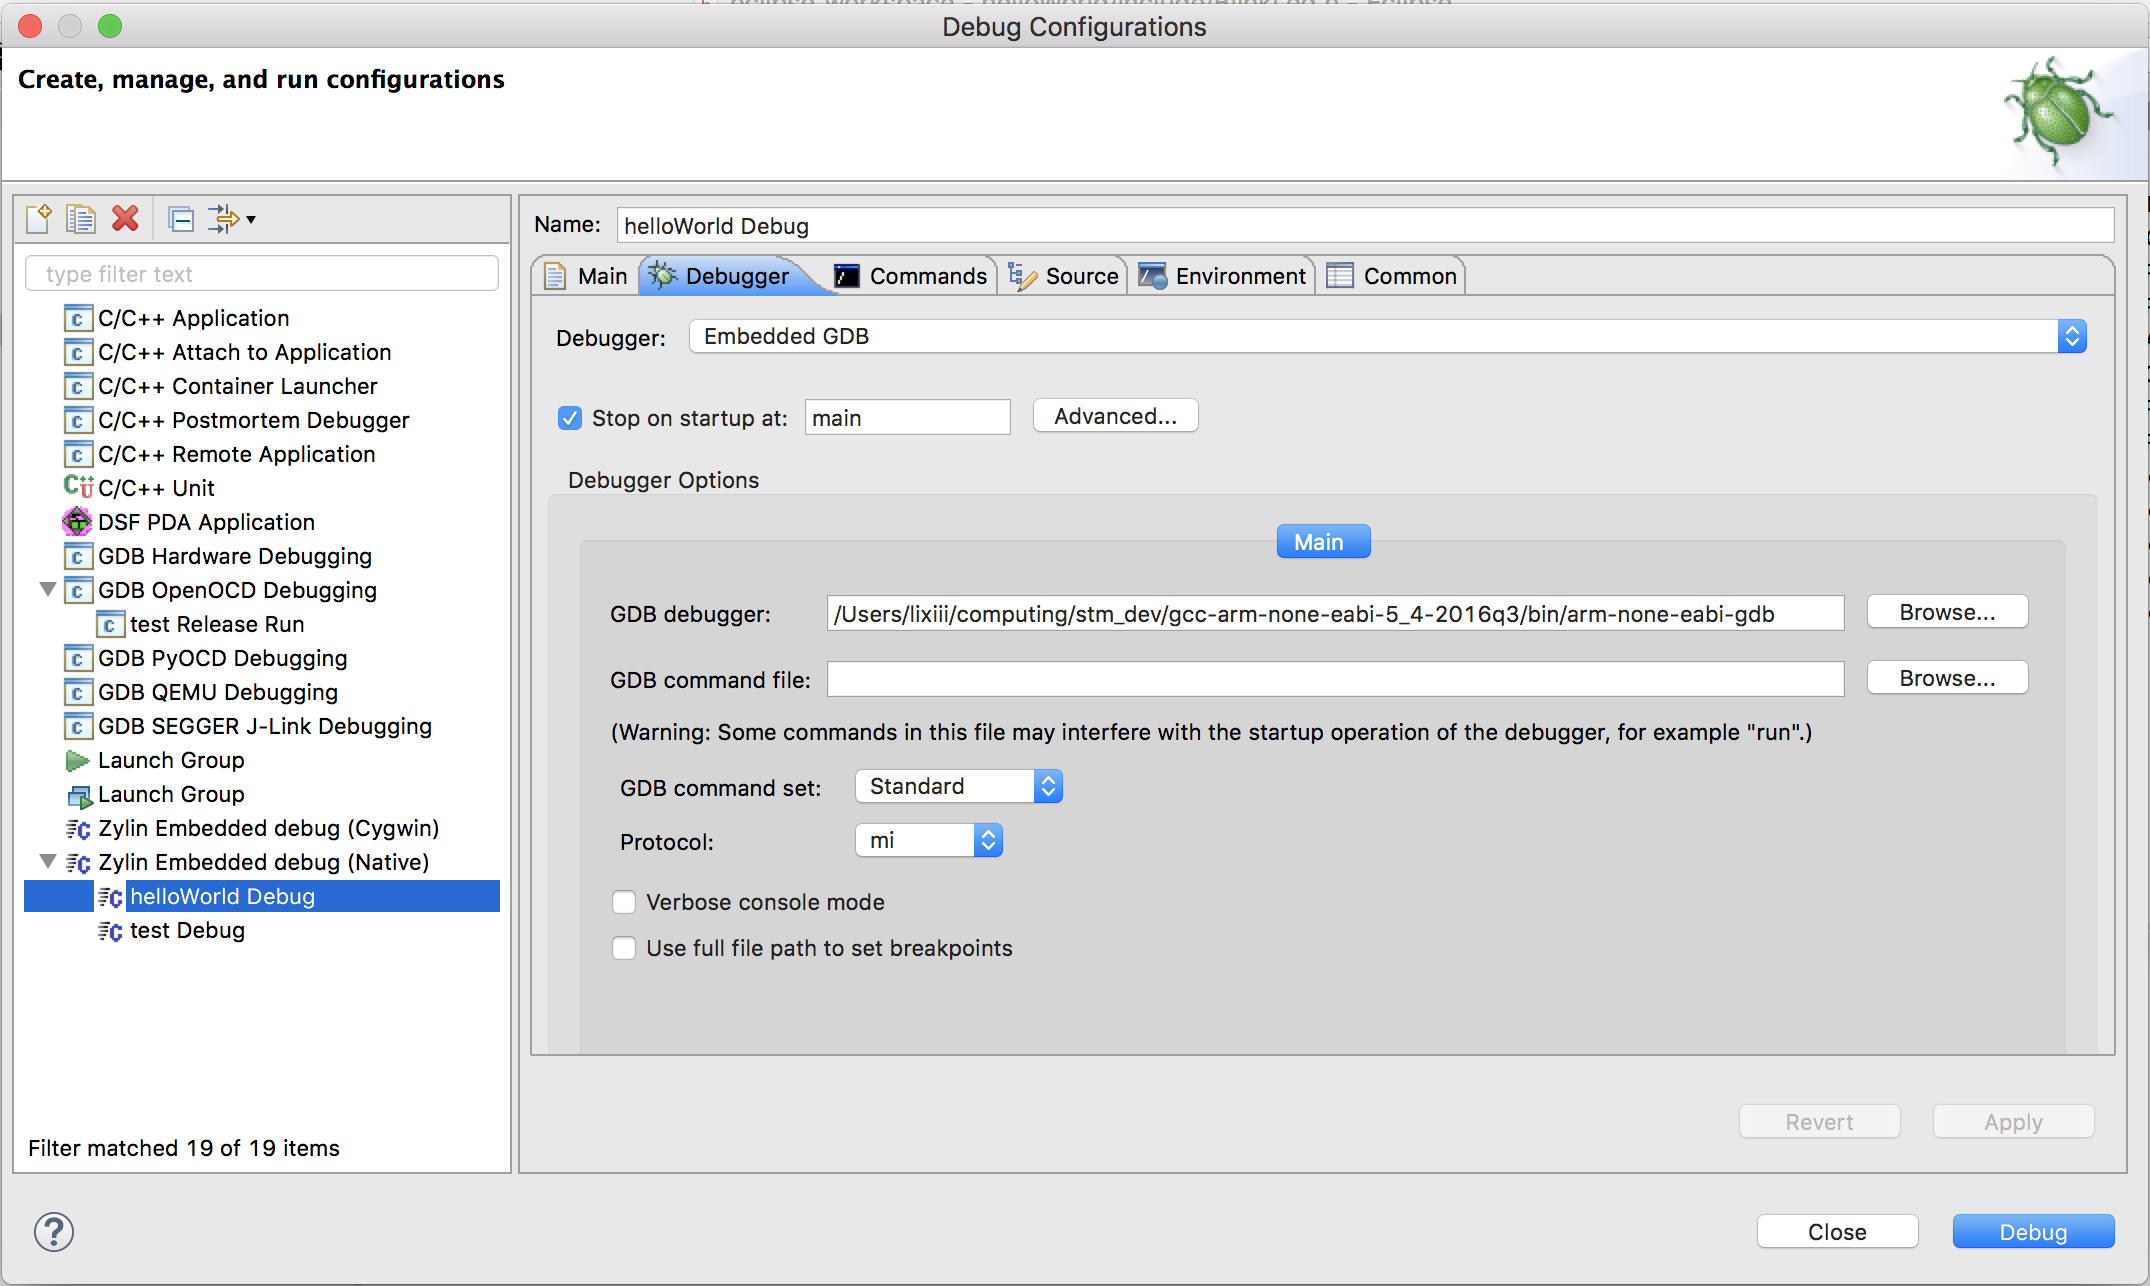 Debug Configurations
Create, manage, and run configurations
type filter text
C/C++ Application
C/C++ Attach to Application
C/C++ Container Launcher
C/C++ Postmortem Debugger
C/C++ Remote Application
C/C++ Unit
DSF PDA Application
GDB Hardware Debugging
GDB OpenOCD Debugging
test Release Run
GDB PyOCD Debugging
GDB QEMU Debugging
GDB SEGGER J-Link Debugging
Launch Group
Launch Group
Zylin Embedded debug (Cygwin)
Zylin Embedded debug (Native)
helloWorld Debug
test Debug
Filter matched 19 of 19 items
Name: helloWorld Debug
Main Debugger Commands Source Environment Common
Debugger: Embedded GDB
Stop on startup at: main Advanced...
Debugger Options
Main
GDB debugger: /Users/lixiii/computing/stm_dev/gcc-arm-none-eabi-5_4-2016q3/bin/arm-none-eabi-gdb Browse...
GDB command file: Browse...
(Warning: Some commands in this file may interfere with the startup operation of the debugger, for example "run".)
GDB command set: Standard
Protocol: mi
Verbose console mode
Use full file path to set breakpoints
Revert Apply
? Close Debug